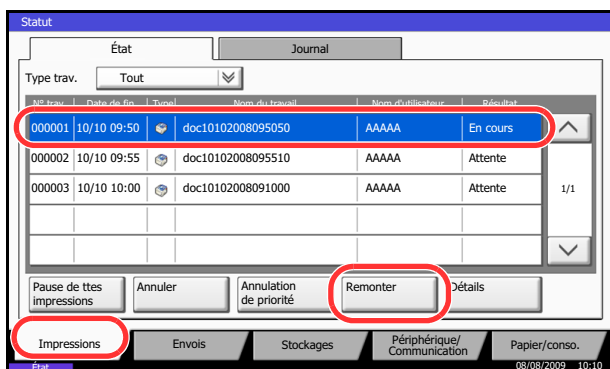 Statut
État Journal
Type trav. Tout
N° trav. Date de fin Type Nom du travail Nom d'utilisateur Résultat
000001 10/10 09:50 doc10102008095050 AAAAA En cours
000002 10/10 09:55 doc10102008095510 AAAAA Attente
000003 10/10 10:00 doc10102008091000 AAAAA Attente
1/1
Pause de ttes impressions Annuler Annulation de priorité Remonter Détails
Impressions Envois Stockages Périphérique/ Communication Papier/conso.
État 08/08/2009 10:10